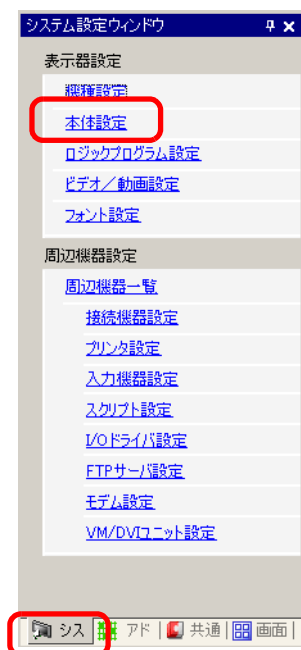 システム設定ウィンドウ
表示器設定
機種設定
本体設定
ロジックプログラム設定
ビデオ／動画設定
フォント設定
周辺機器設定
周辺機器一覧
接続機器設定
プリンタ設定
入力機器設定
スクリプト設定
I/Oドライバ設定
FTPサーバ設定
モデム設定
VM/DVIユニット設定
シス アド 共通 画面